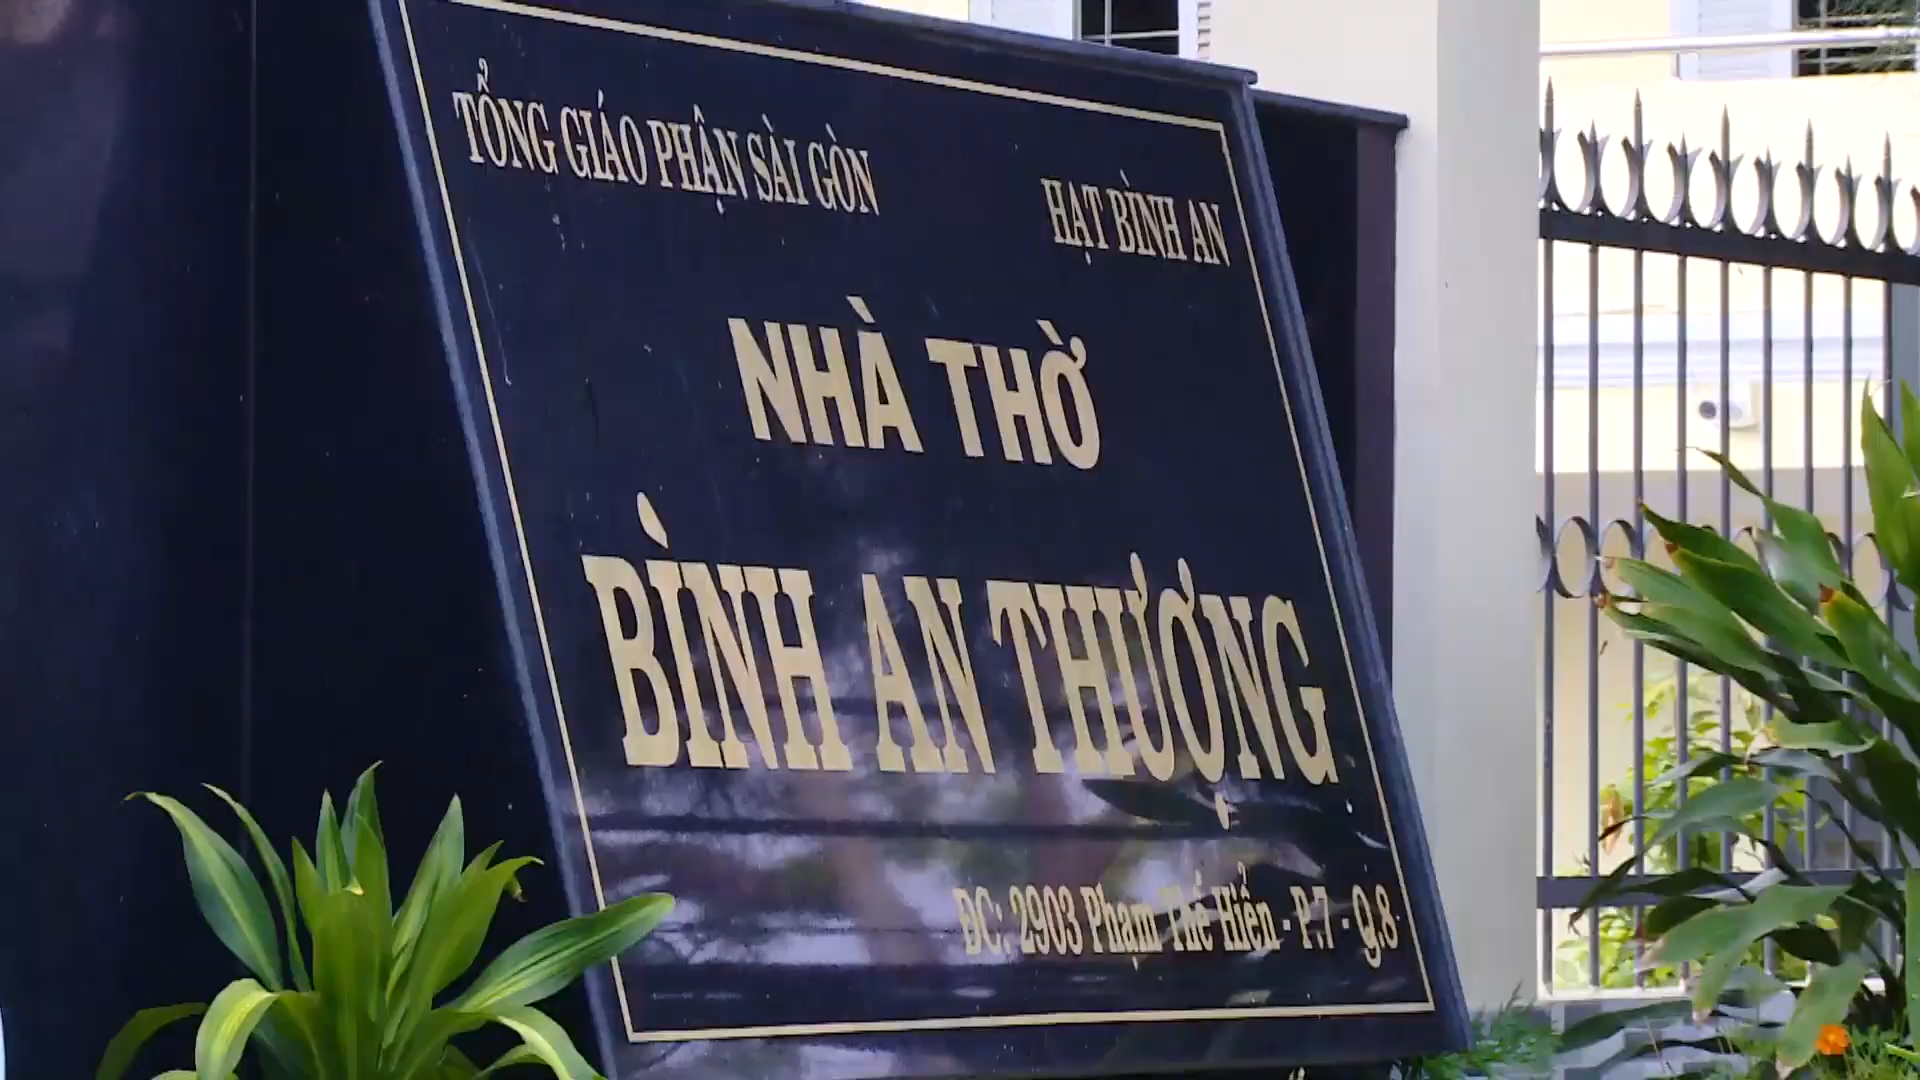 TỔNG GIÁO PHẬN SÀI GÒN HẠT BÌNH AN
NHÀ THỜ
BÌNH AN THƯỢNG
ĐC: 2903 Phạm Thế Hiển - P.7 - Q.8